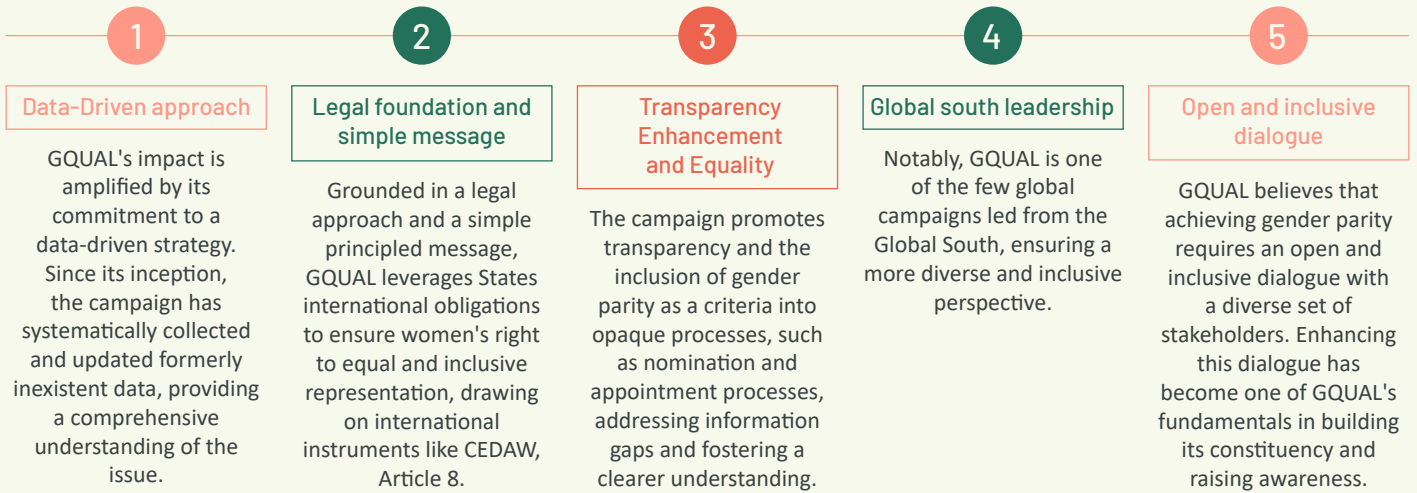 1
Data-Driven approach
GQUAL's impact is
amplified by its
commitment to a
data-driven strategy.
Since its inception,
the campaign has
systematically collected
and updated formerly
inexistent data, providing
a comprehensive
understanding of the
issue.
2
Legal foundation and
simple message
Grounded in a legal
approach and a simple
principled message,
GQUAL leverages States
international obligations
to ensure women's right
to equal and inclusive
representation, drawing
on international
instruments like CEDAW,
Article 8.
3
Transparency
Enhancement
and Equality
The campaign promotes
transparency and the
inclusion of gender
parity as a criteria into
opaque processes, such
as nomination and
appointment processes,
addressing information
gaps and fostering a
clearer understanding.
4
Global south leadership
Notably, GQUAL is one
of the few global
campaigns led from the
Global South, ensuring a
more diverse and inclusive
perspective.
5
Open and inclusive
dialogue
GQUAL believes that
achieving gender parity
requires an open and
inclusive dialogue with
a diverse set of
stakeholders. Enhancing
this dialogue has
become one of GQUAL's
fundamentals in building
its constituency and
raising awareness.